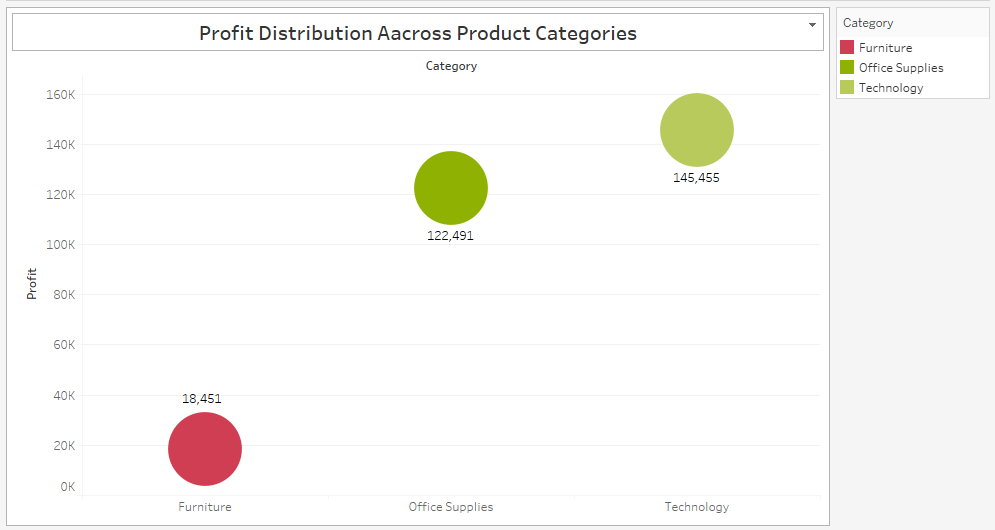 Profit Distribution Aacross Product Categories
Category
160K
140K
120K
100K
80K
60K
40K
20K
0K
Profit
145,455
122,491
18,451
Furniture
Office Supplies
Technology
Category
Furniture
Office Supplies
Technology